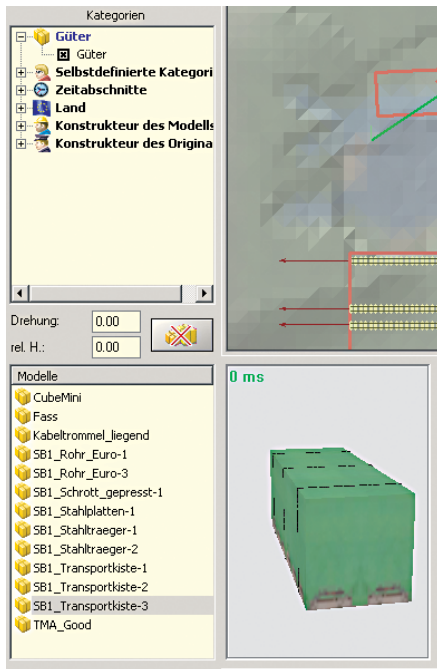 Kategorien
Güter
Güter
Selbstdefinierte Kategori
Zeitabschnitte
Land
Konstrukteur des Modells
Konstrukteur des Origina
Drehung: 0.00
rel. H.: 0.00
Modelle
CubeMini
Fass
Kabeltrommel_liegend
SB1_Rohr_Euro-1
SB1_Rohr_Euro-3
SB1_Schrott_gepresst-1
SB1_Stahlplatten-1
SB1_Stahltraeger-1
SB1_Stahltraeger-2
SB1_Transportkiste-1
SB1_Transportkiste-2
SB1_Transportkiste-3
TMA_Good
0 ms